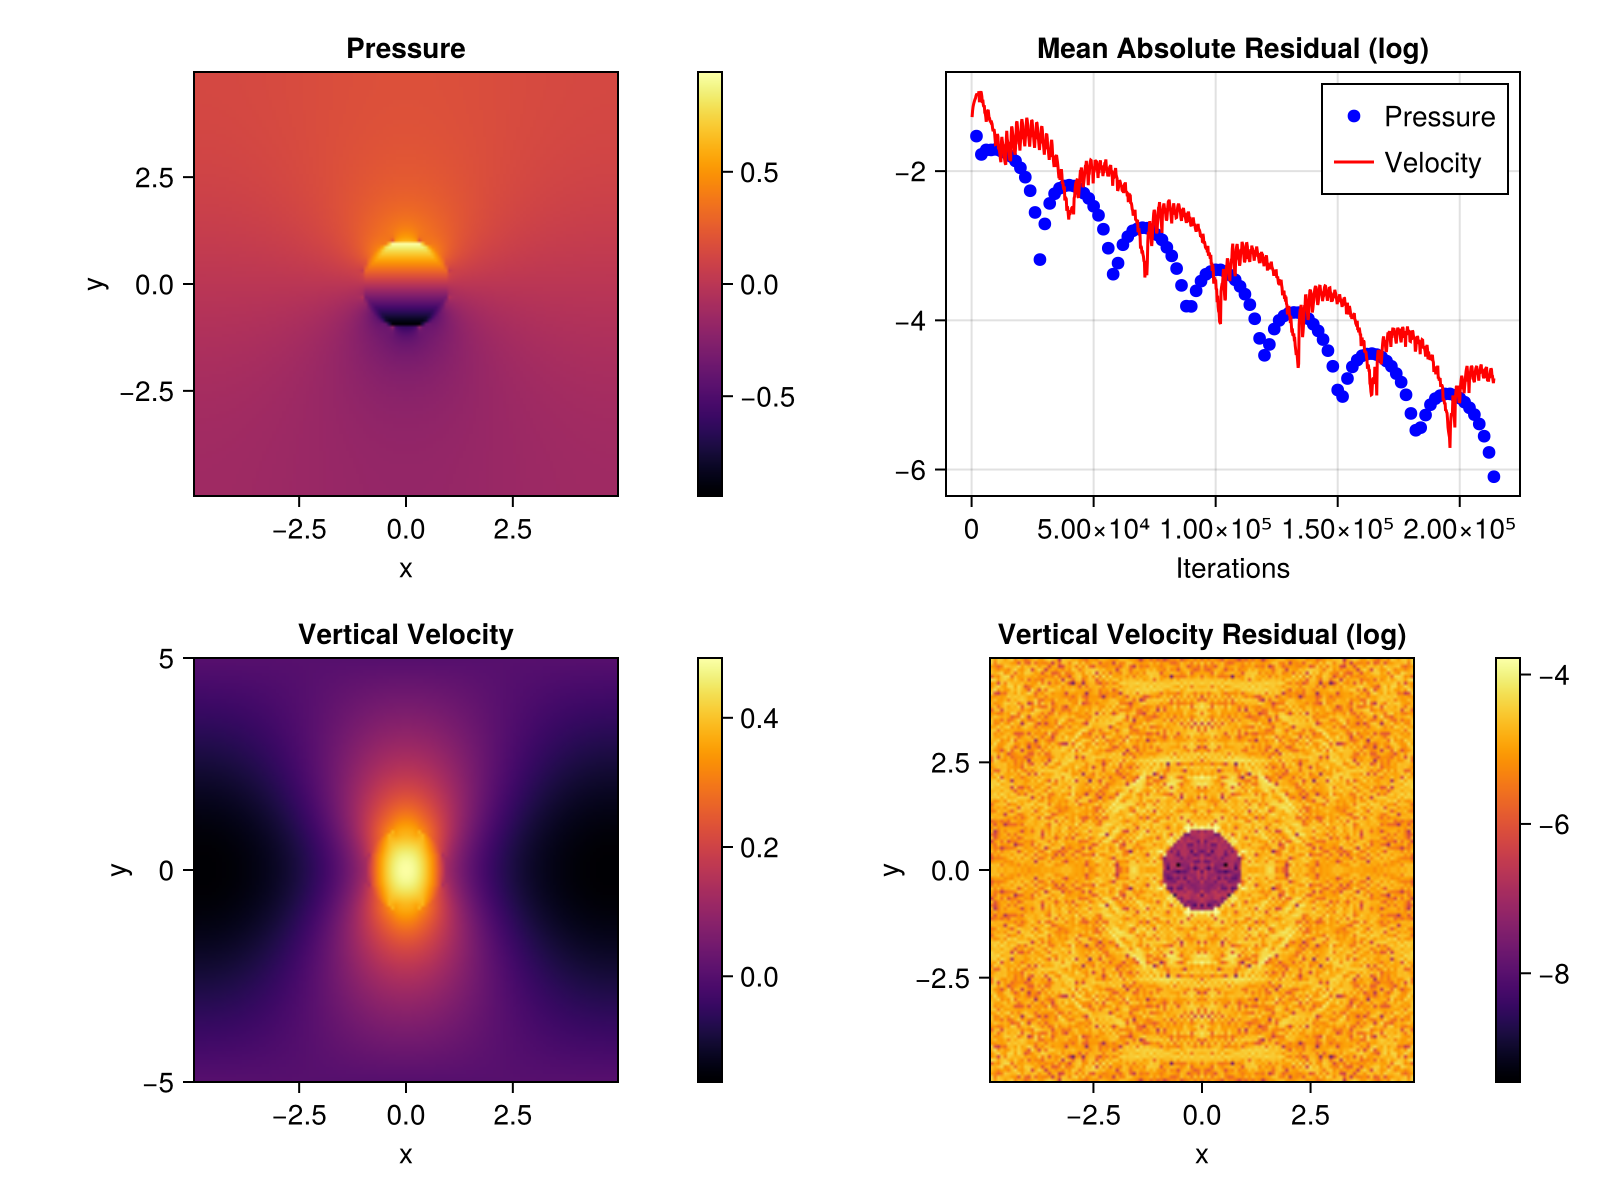 Pressure
2.5
0.0
−2.5
y
−2.5 0.0 2.5
x
0.5
0.0
−0.5
Mean Absolute Residual (log)
Pressure
Velocity
−2
−4
−6
0 5.00×10⁴ 1.00×10⁵ 1.50×10⁵ 2.00×10⁵
Iterations
Vertical Velocity
5
0
−5
y
−2.5 0.0 2.5
x
0.4
0.2
0.0
Vertical Velocity Residual (log)
2.5
0.0
−2.5
y
−2.5 0.0 2.5
x
−4
−6
−8